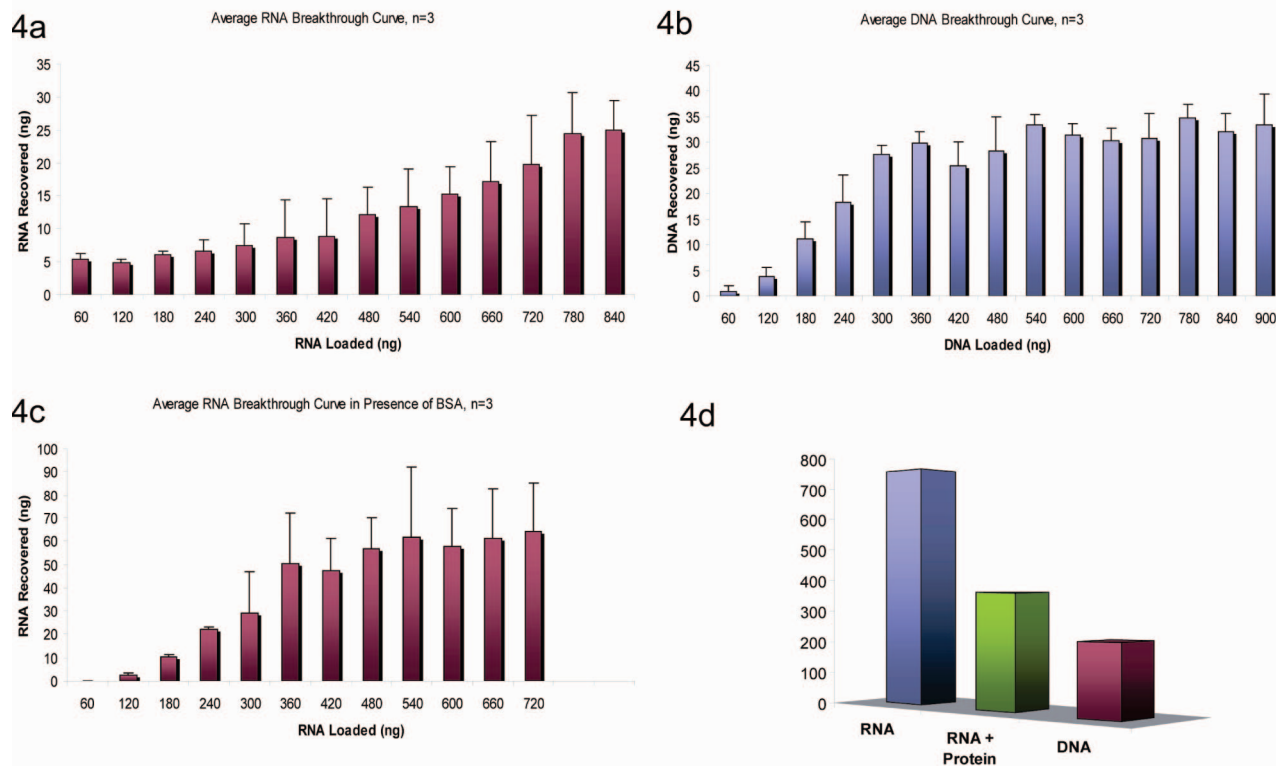 4a
Average RNA Breakthrough Curve, n=3
RNA Recovered (ng)
35
30
25
20
15
10
5
0
60 120 180 240 300 360 420 480 540 600 660 720 780 840
RNA Loaded (ng)
4b
Average DNA Breakthrough Curve, n=3
DNA Recovered (ng)
45
40
35
30
25
20
15
10
5
0
60 120 180 240 300 360 420 480 540 600 660 720 780 840 900
DNA Loaded (ng)
4c
Average RNA Breakthrough Curve in Presence of BSA, n=3
RNA Recovered (ng)
100
90
80
70
60
50
40
30
20
10
0
60 120 180 240 300 360 420 480 540 600 660 720
RNA Loaded (ng)
4d
800
700
600
500
400
300
200
100
0
RNA
RNA +
Protein
DNA